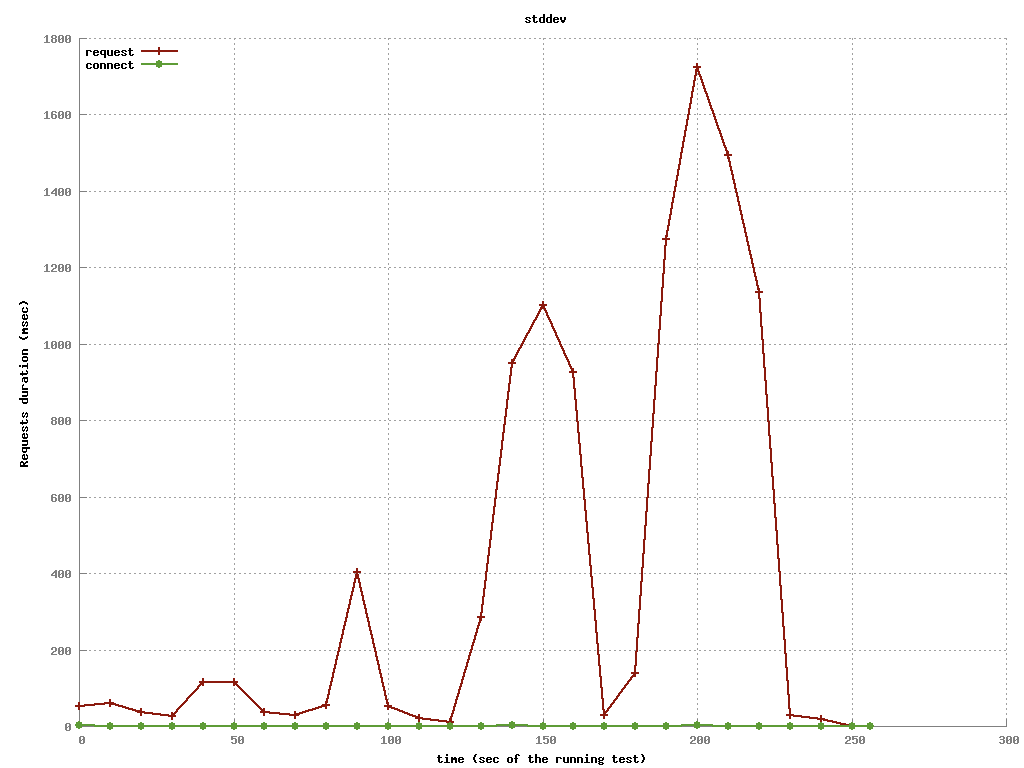 stddev
request
connect
1800
1600
1400
1200
1000
800
600
400
200
0
Requests duration (msec)
0 50 100 150 200 250 300
time (sec of the running test)